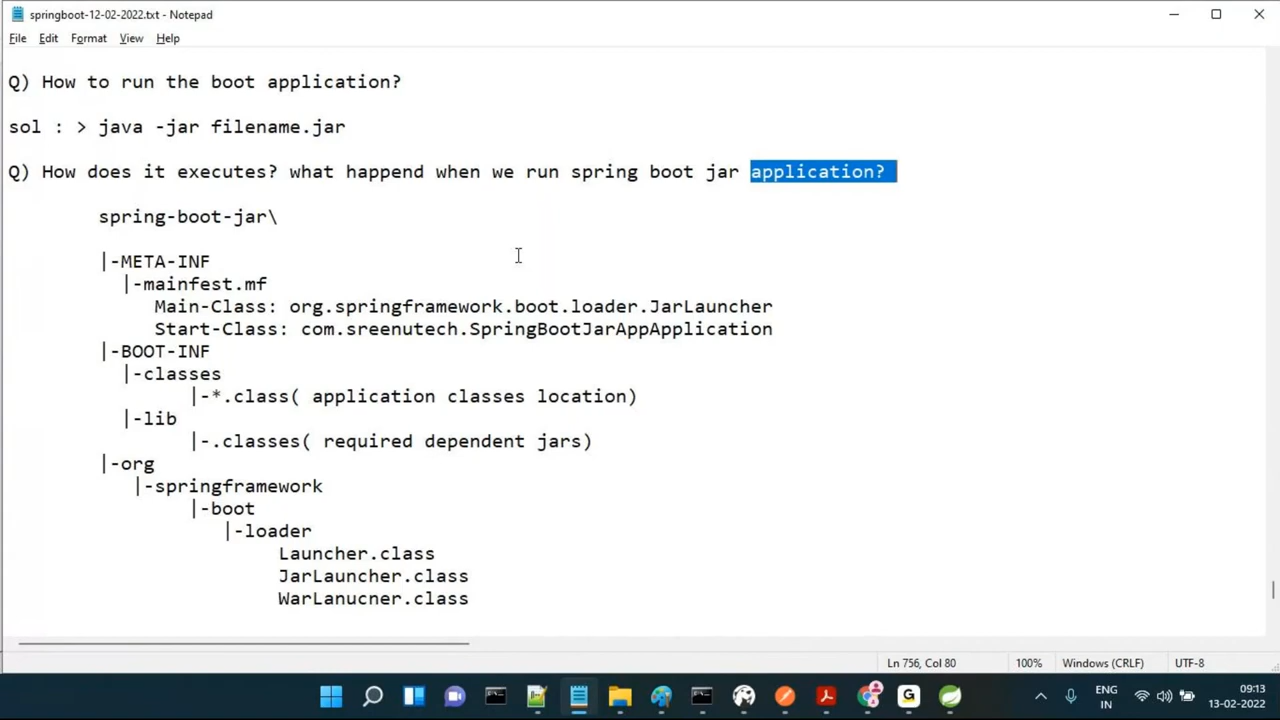 springboot-12-02-2022.txt - Notepad
File Edit Format View Help
Q) How to run the boot application?
sol : > java -jar filename.jar
Q) How does it executes? what happend when we run spring boot jar application?
spring-boot-jar\
|-META-INF
|-mainfest.mf
Main-Class: org.springframework.boot.loader.JarLauncher
Start-Class: com.sreenutech.SpringBootJarAppApplication
|-BOOT-INF
|-classes
|-*.class( application classes location)
|-lib
|-.classes( required dependent jars)
|-org
|-springframework
|-boot
|-loader
Launcher.class
JarLauncher.class
WarLanucner.class
Ln 756, Col 80 100% Windows (CRLF) UTF-8
ENG 09:13
IN 13-02-2022